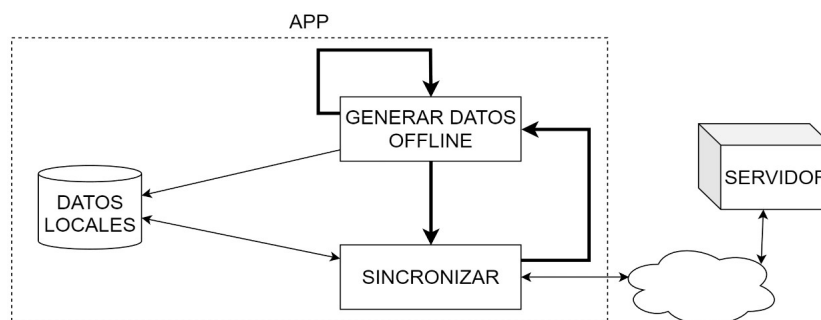 APP
GENERAR DATOS
OFFLINE
SERVIDOR
DATOS
LOCALES
SINCRONIZAR